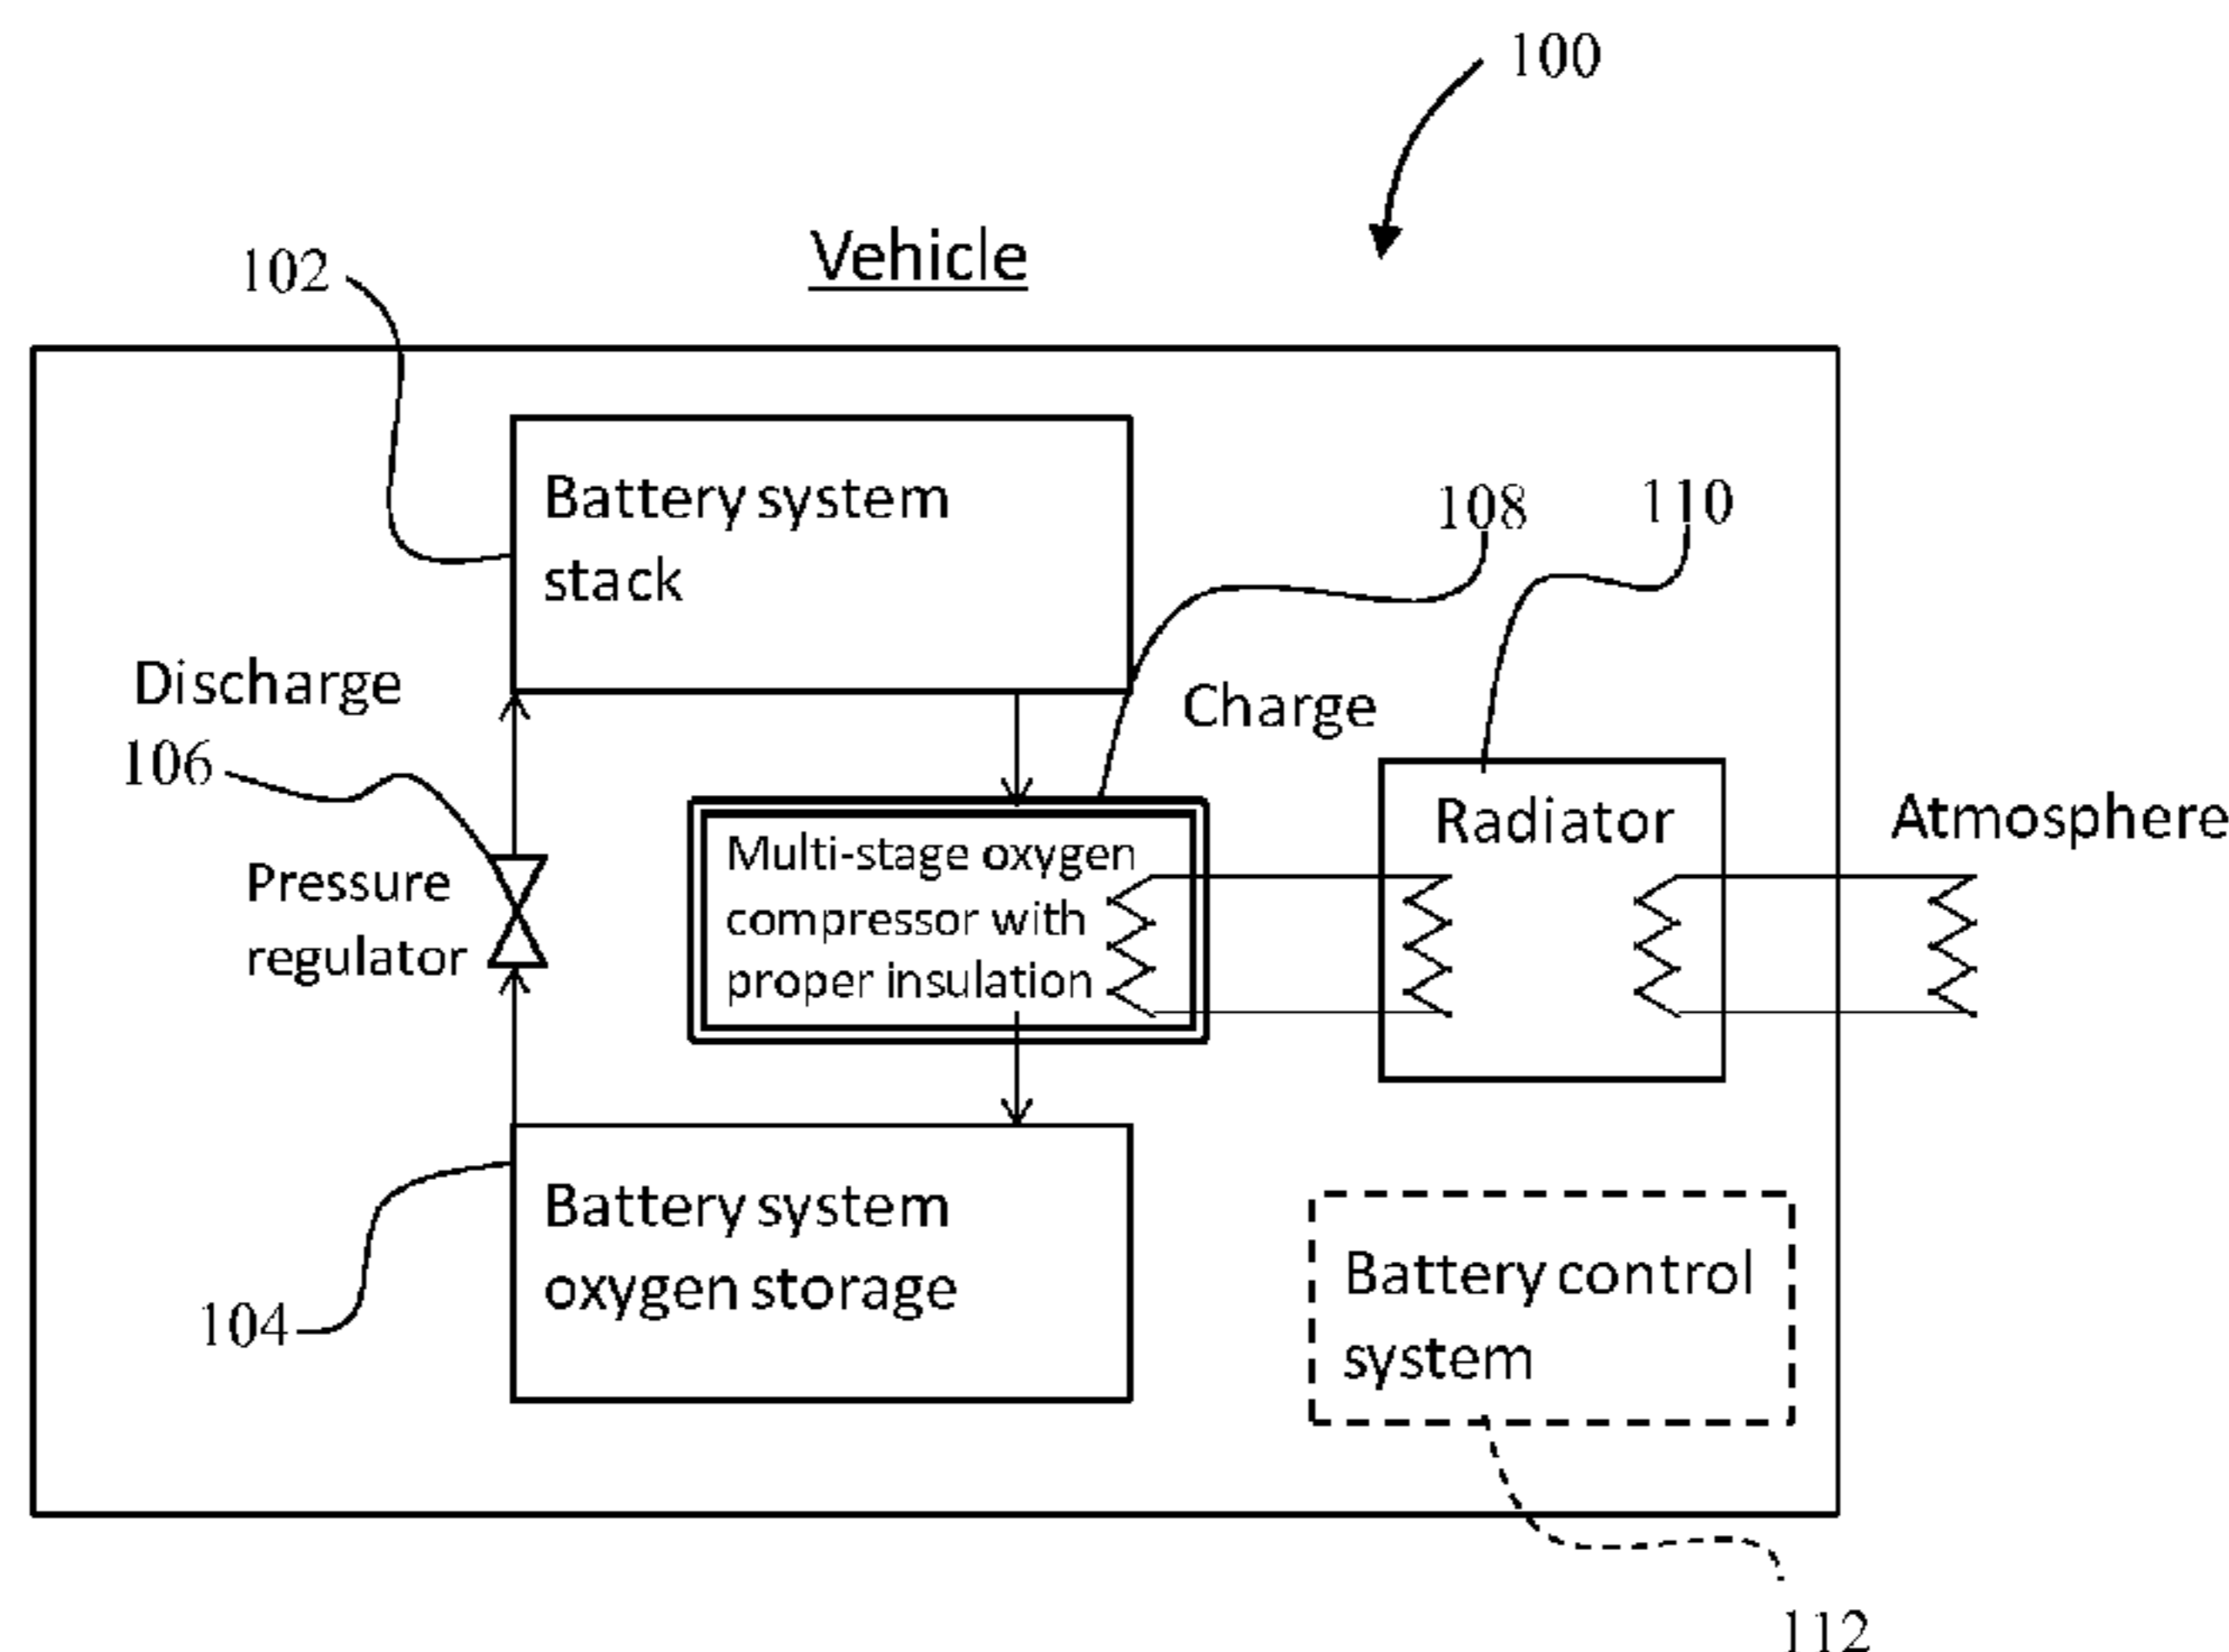 100
Vehicle
102
Battery system
stack
108
110
Discharge
Charge
106
Pressure
regulator
Multi-stage oxygen
compressor with
proper insulation
Radiator
Atmosphere
Battery system
oxygen storage
104
Battery control
system
112